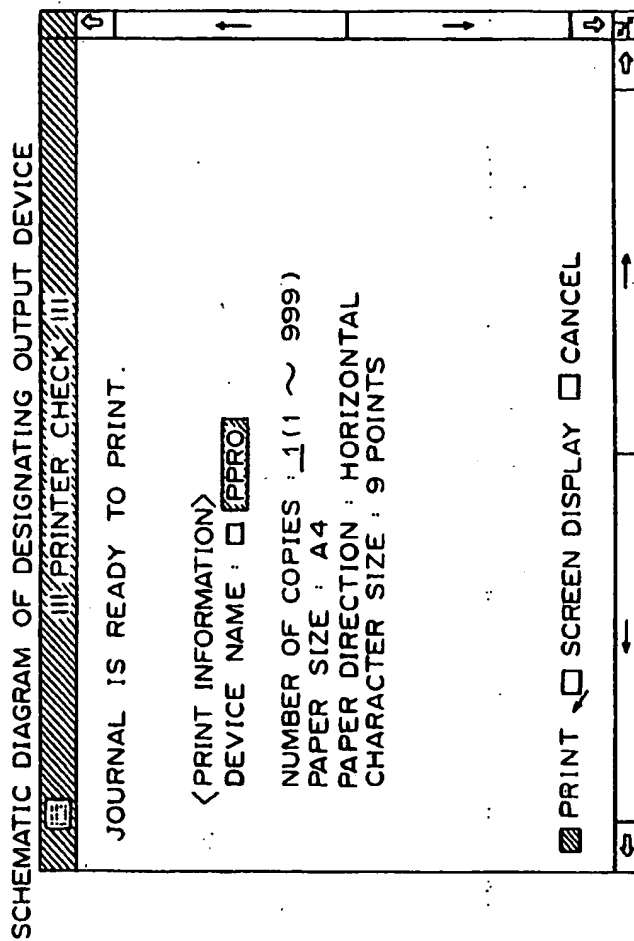 SCHEMATIC DIAGRAM OF DESIGNATING OUTPUT DEVICE
PRINTER CHECK
JOURNAL IS READY TO PRINT.
<PRINT INFORMATION>
DEVICE NAME : □ PPRO
NUMBER OF COPIES : 1 (1 ~ 999)
PAPER SIZE : A4
PAPER DIRECTION : HORIZONTAL
CHARACTER SIZE : 9 POINTS
PRINT □ SCREEN DISPLAY □ CANCEL